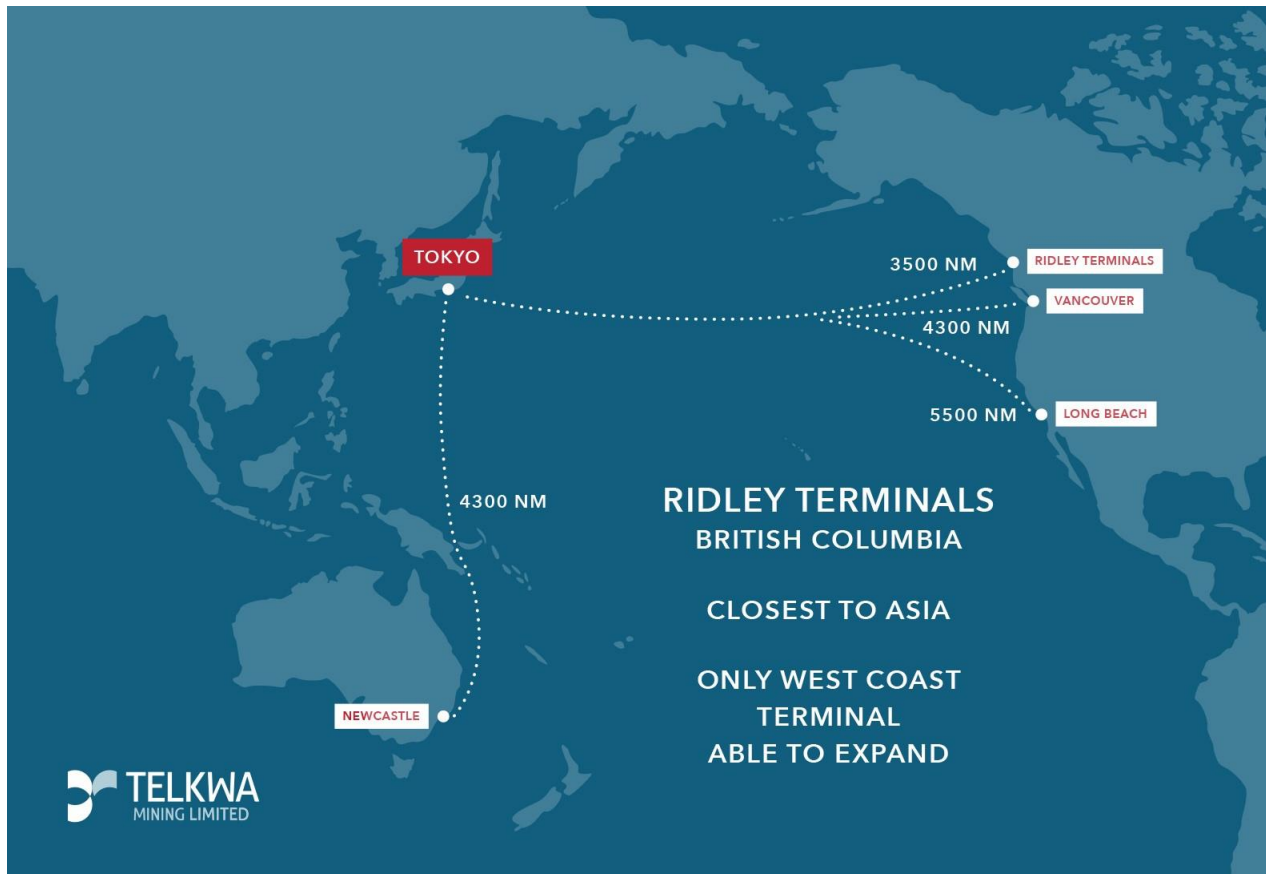 TOKYO
3500 NM
RIDLEY TERMINALS
VANCOUVER
4300 NM
5500 NM
LONG BEACH
4300 NM
RIDLEY TERMINALS
BRITISH COLUMBIA
CLOSEST TO ASIA
ONLY WEST COAST
TERMINAL
ABLE TO EXPAND
NEWCASTLE
TELKWA
MINING LIMITED